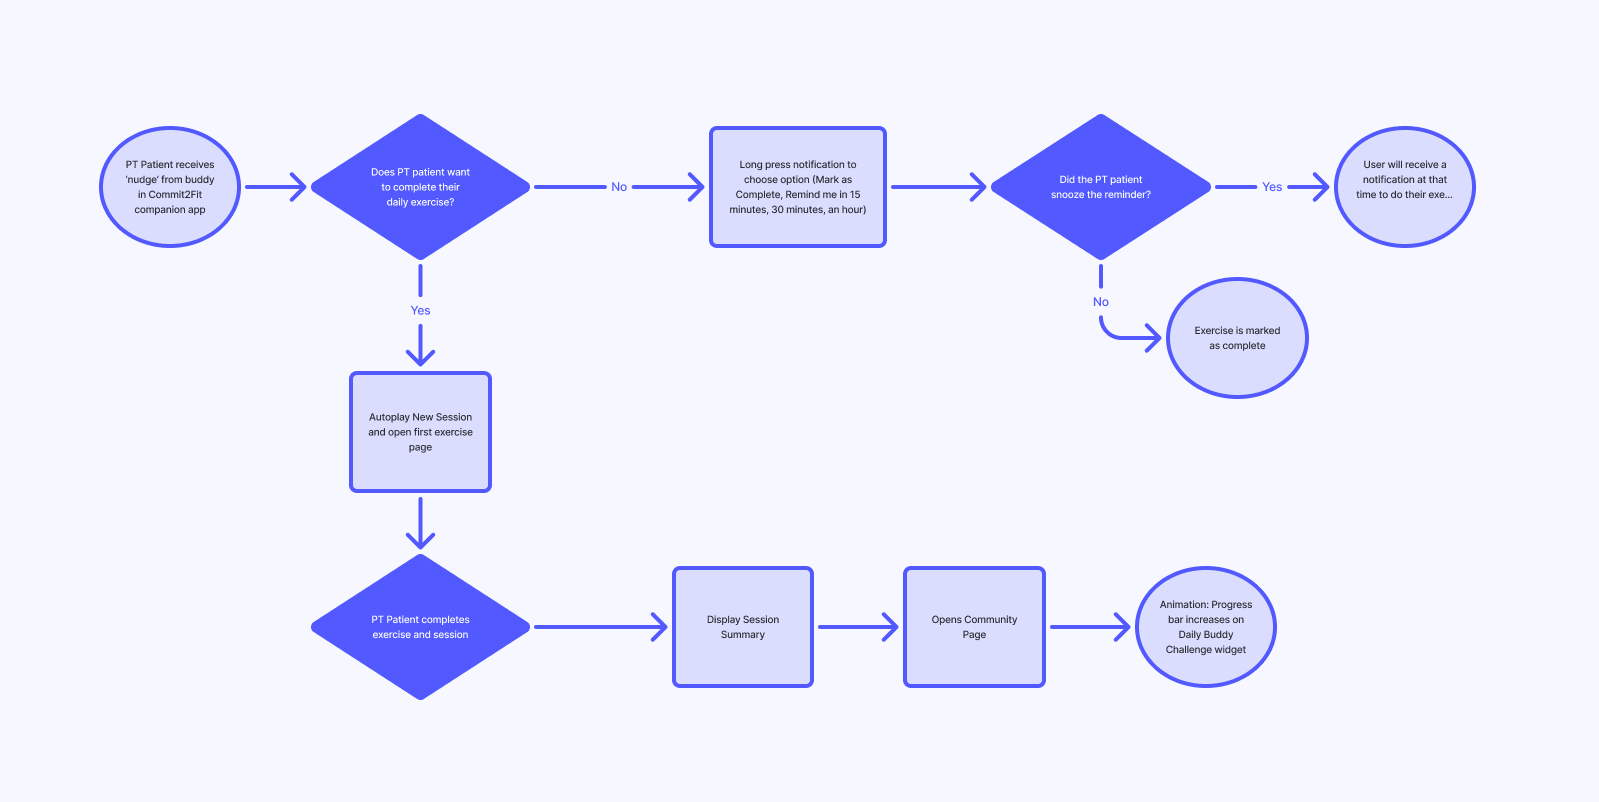 PT Patient receives
'nudge' from buddy
in Commit2Fit
companion app
Does PT patient want
to complete their
daily exercise?
No
Long press notification to
choose option (Mark as
Complete, Remind me in 15
minutes, 30 minutes, an hour)
Did the PT patient
snooze the reminder?
Yes
User will receive a
notification at that
time to do their exe...
No
Exercise is marked
as complete
Yes
Autoplay New Session
and open first exercise
page
PT Patient completes
exercise and session
Display Session
Summary
Opens Community
Page
Animation: Progress
bar increases on
Daily Buddy
Challenge widget